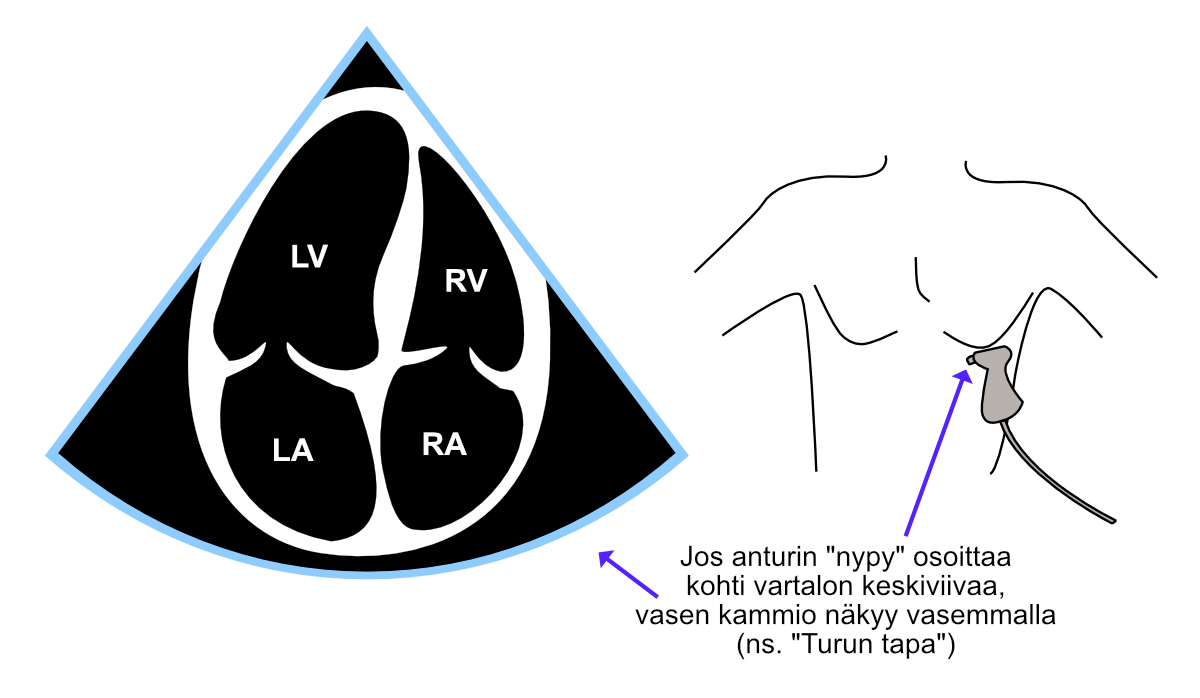 LV
RV
LA
RA
Jos anturin "nypy" osoittaa
kohti vartalon keskiviivaa,
vasen kammio näkyy vasemmalla
(ns. "Turun tapa")